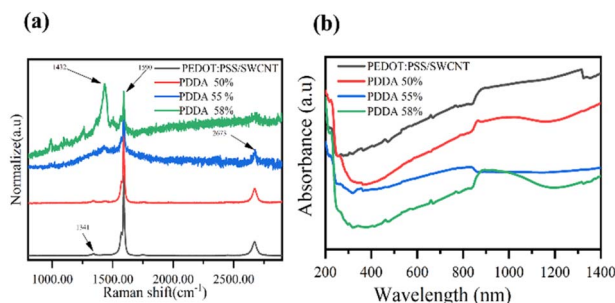 (a)
1432
1590
PEDOT:PSS/SWCNT
PDDA 50%
PDDA 55 %
PDDA 58%
2673
1341
Normalize(a.u)
1000.00 1500.00 2000.00 2500.00
Raman shift(cm⁻¹)
(b)
PEDOT:PSS/SWCNT
PDDA 50%
PDDA 55%
PDDA 58%
Absorbance (a.u)
200 400 600 800 1000 1200 1400
Wavelength (nm)